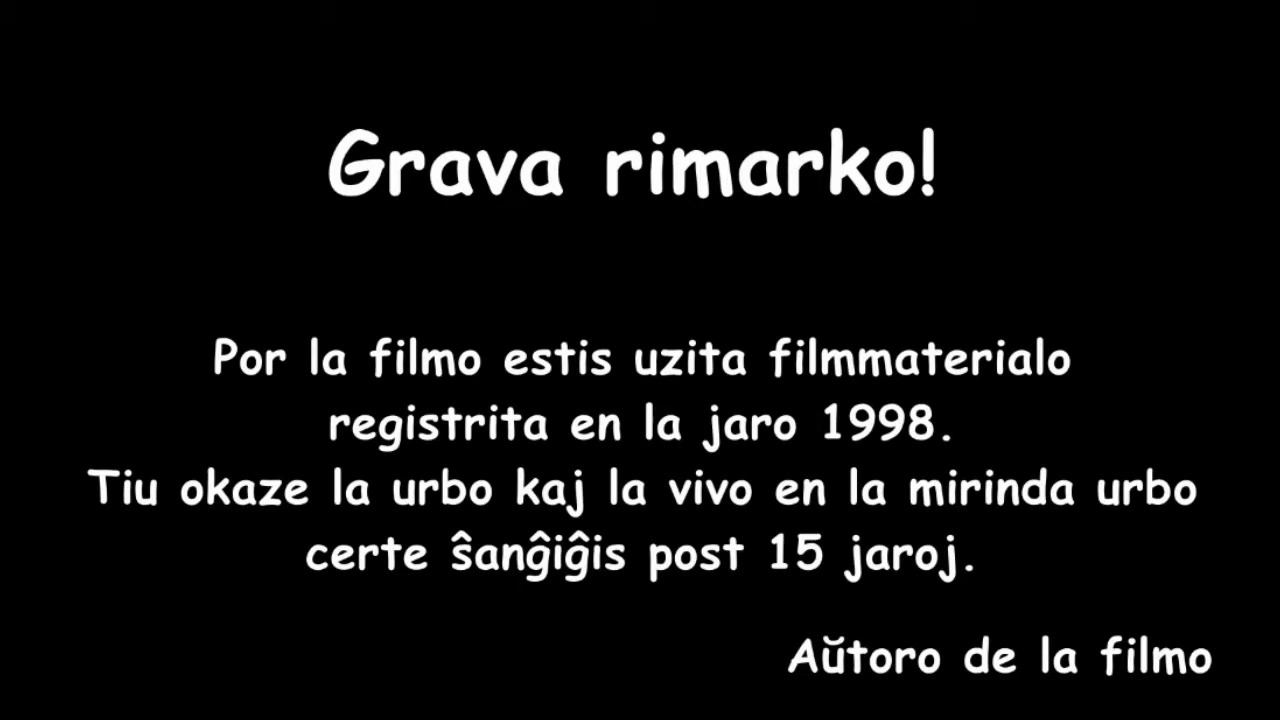 Grava rimarko!
Por la filmo estis uzita filmmaterialo
registrita en la jaro 1998.
Tiu okaze la urbo kaj la vivo en la mirinda urbo
certe ŝanĝiĝis post 15 jaroj.
Aŭtoro de la filmo